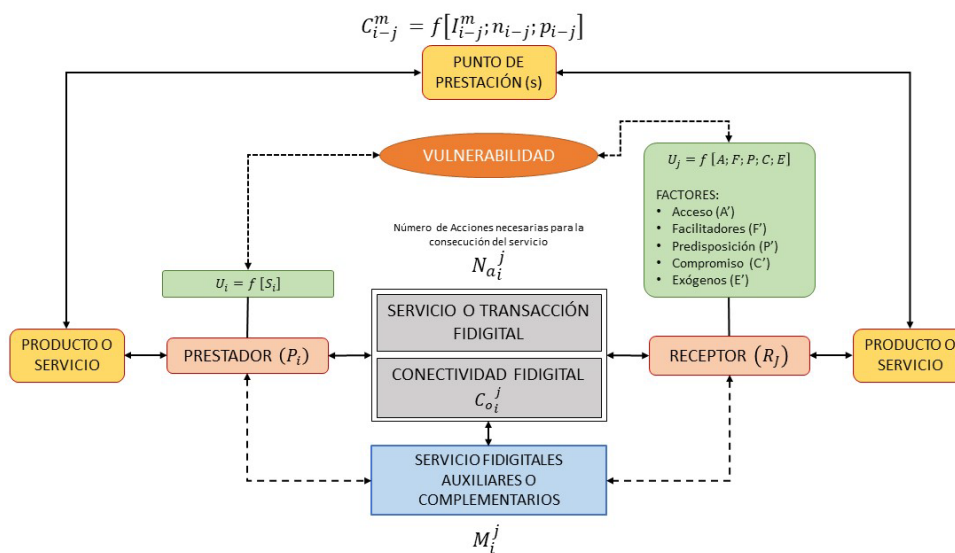 C_{i-j}^{m} = f[I_{i-j}^{m}; n_{i-j}; p_{i-j}]
PUNTO DE
PRESTACIÓN (s)
VULNERABILIDAD
U_j = f [A; F; P; C; E]
FACTORES:
• Acceso (A’)
• Facilitadores (F’)
• Predisposición (P’)
• Compromiso (C’)
• Exógenos (E’)
Número de Acciones necesarias para la
consecución del servicio
N_{a_i}^{j}
U_i = f [S_i]
SERVICIO O TRANSACCIÓN
FIDIGITAL
PRODUCTO O
SERVICIO
PRESTADOR (P_i)
RECEPTOR (R_J)
PRODUCTO O
SERVICIO
CONECTIVIDAD FIDIGITAL
C_{o_i}^{j}
SERVICIO FIDIGITALES
AUXILIARES O
COMPLEMENTARIOS
M_i^j